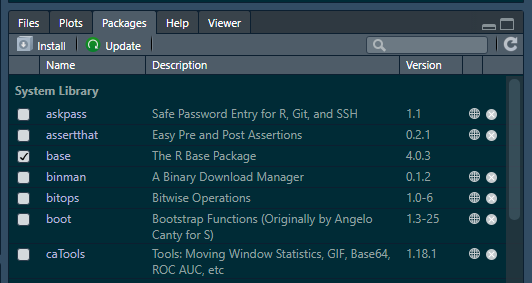 Files Plots Packages Help Viewer
Install Update
Name Description Version
System Library
askpass Safe Password Entry for R, Git, and SSH 1.1
assertthat Easy Pre and Post Assertions 0.2.1
base The R Base Package 4.0.3
binman A Binary Download Manager 0.1.2
bitops Bitwise Operations 1.0-6
boot Bootstrap Functions (Originally by Angelo 1.3-25
Canty for S)
caTools Tools: Moving Window Statistics, GIF, Base64, 1.18.1
ROC AUC, etc